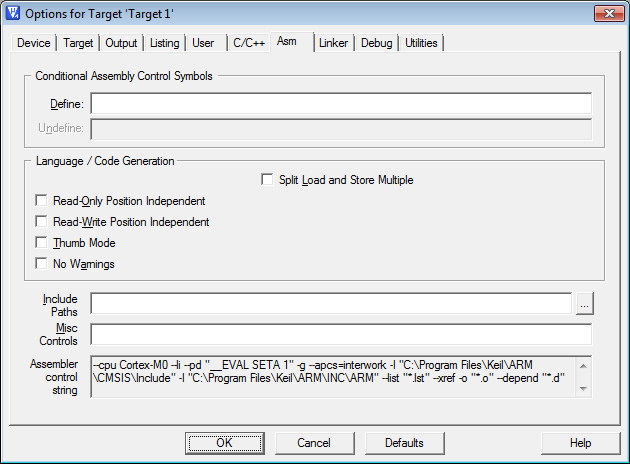 Options for Target 'Target 1'
Device Target Output Listing User C/C++ Asm Linker Debug Utilities
Conditional Assembly Control Symbols
Define:
Undefine:
Language / Code Generation
Split Load and Store Multiple
Read-Only Position Independent
Read-Write Position Independent
Thumb Mode
No Warnings
Include
Paths
...
Misc
Controls
Assembler
control
string
--cpu Cortex-M0 --li --pd "__EVAL SETA 1" -g --apcs=interwork -I "C:\Program Files\Keil\ARM
\CMSIS\Include" -I "C:\Program Files\Keil\ARM\INC\ARM" --list "*.lst" --xref -o "*.o" --depend "*.d"
OK Cancel Defaults Help